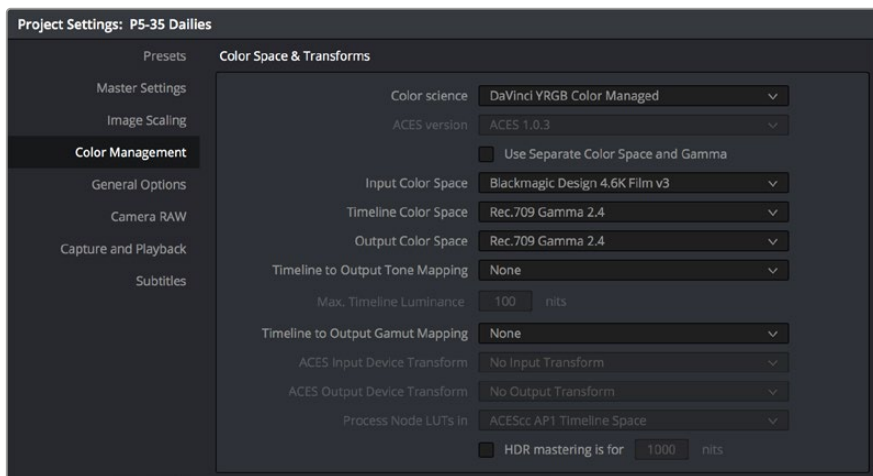 Project Settings: P5-35 Dailies
Presets
Master Settings
Image Scaling
Color Management
General Options
Camera RAW
Capture and Playback
Subtitles
Color Space & Transforms
Color science DaVinci YRGB Color Managed
ACES version ACES 1.0.3
Use Separate Color Space and Gamma
Input Color Space Blackmagic Design 4.6K Film v3
Timeline Color Space Rec.709 Gamma 2.4
Output Color Space Rec.709 Gamma 2.4
Timeline to Output Tone Mapping None
Max. Timeline Luminance 100 nits
Timeline to Output Gamut Mapping None
ACES Input Device Transform No Input Transform
ACES Output Device Transform No Output Transform
Process Node LUTs in ACEScc AP1 Timeline Space
HDR mastering is for 1000 nits